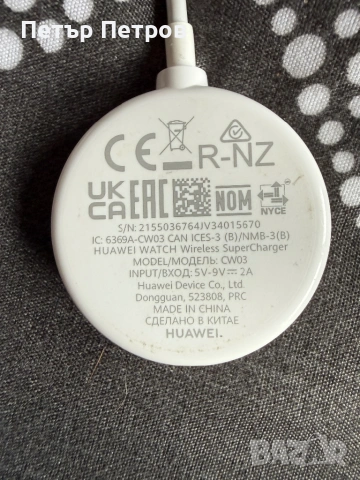 Петър Петров
CE R-NZ
UK CA EAC NOM NYCE
S/N: 2155036764JV34015670
IC: 6369A-CW03 CAN ICES-3 (B)/NMB-3(B)
HUAWEI WATCH Wireless SuperCharger
MODEL/МОДЕЛЬ: CW03
INPUT/ВХОД: 5V-9V⎓2A
Huawei Device Co., Ltd.
Dongguan, 523808, PRC
MADE IN CHINA
СДЕЛАНО В КИТАЕ
HUAWEI.
BAZAR